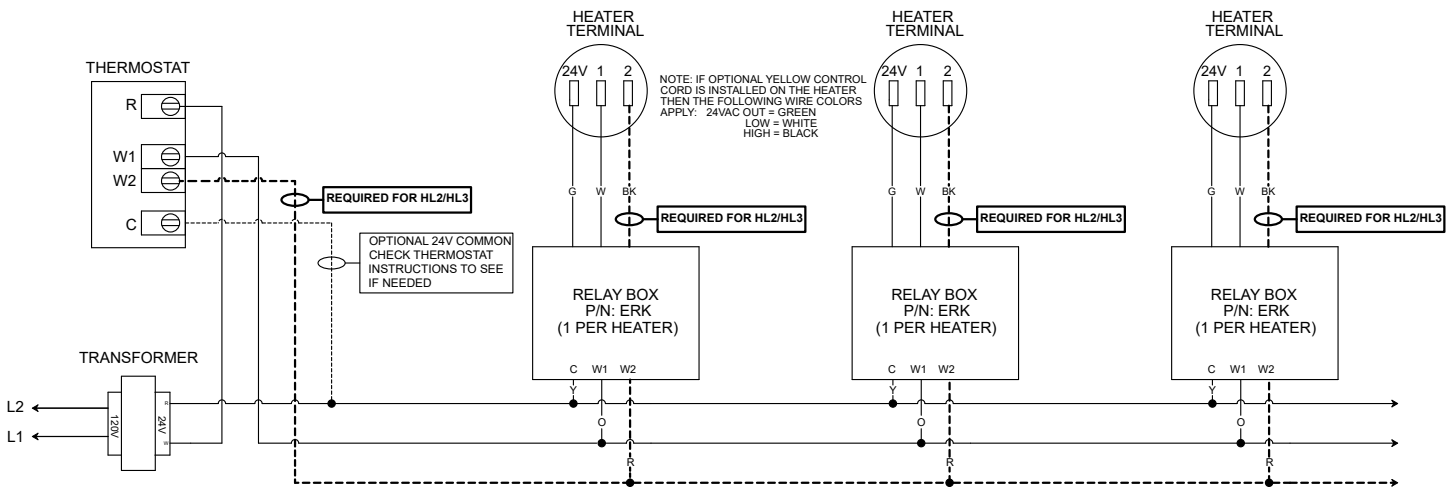 HEATER
TERMINAL
HEATER
TERMINAL
HEATER
TERMINAL
24V 1 2
24V 1 2
24V 1 2
NOTE: IF OPTIONAL YELLOW CONTROL
CORD IS INSTALLED ON THE HEATER
THEN THE FOLLOWING WIRE COLORS
APPLY: 24VAC OUT = GREEN
LOW = WHITE
HIGH = BLACK
THERMOSTAT
R
W1
W2
C
REQUIRED FOR HL2/HL3
OPTIONAL 24V COMMON
CHECK THERMOSTAT
INSTRUCTIONS TO SEE
IF NEEDED
G W BK
G W BK
G W BK
REQUIRED FOR HL2/HL3
REQUIRED FOR HL2/HL3
REQUIRED FOR HL2/HL3
RELAY BOX
P/N: ERK
(1 PER HEATER)
RELAY BOX
P/N: ERK
(1 PER HEATER)
RELAY BOX
P/N: ERK
(1 PER HEATER)
C W1 W2
C W1 W2
C W1 W2
TRANSFORMER
L2
L1
120V
24V
R
W
Y
Y
Y
O
O
O
R
R
R